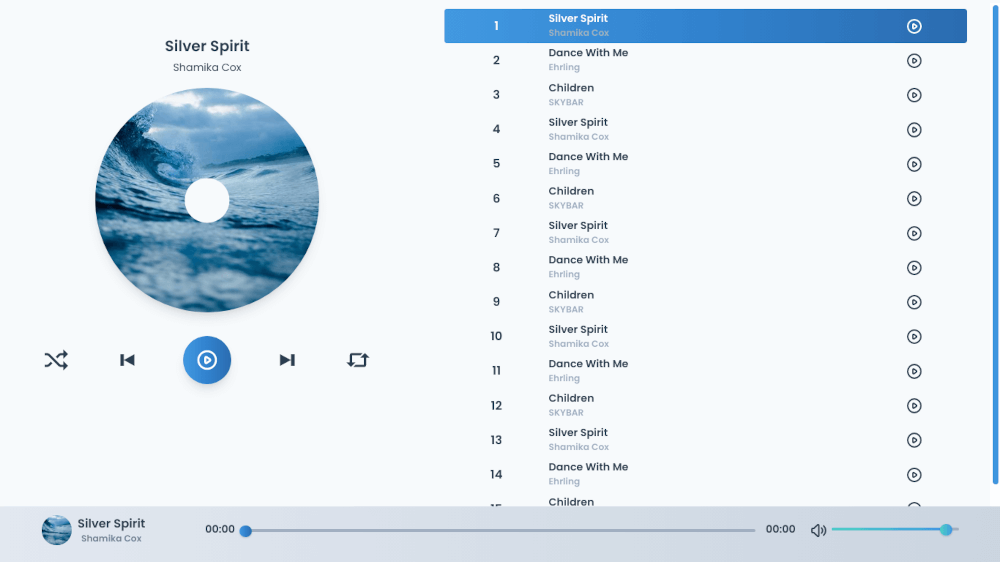 Silver Spirit
Shamika Cox
1
Silver Spirit
Shamika Cox
2
Dance With Me
Ehrling
3
Children
SKYBAR
4
Silver Spirit
Shamika Cox
5
Dance With Me
Ehrling
6
Children
SKYBAR
7
Silver Spirit
Shamika Cox
8
Dance With Me
Ehrling
9
Children
SKYBAR
10
Silver Spirit
Shamika Cox
11
Dance With Me
Ehrling
12
Children
SKYBAR
13
Silver Spirit
Shamika Cox
14
Dance With Me
Ehrling
15
Children
Silver Spirit
Shamika Cox
00:00
00:00